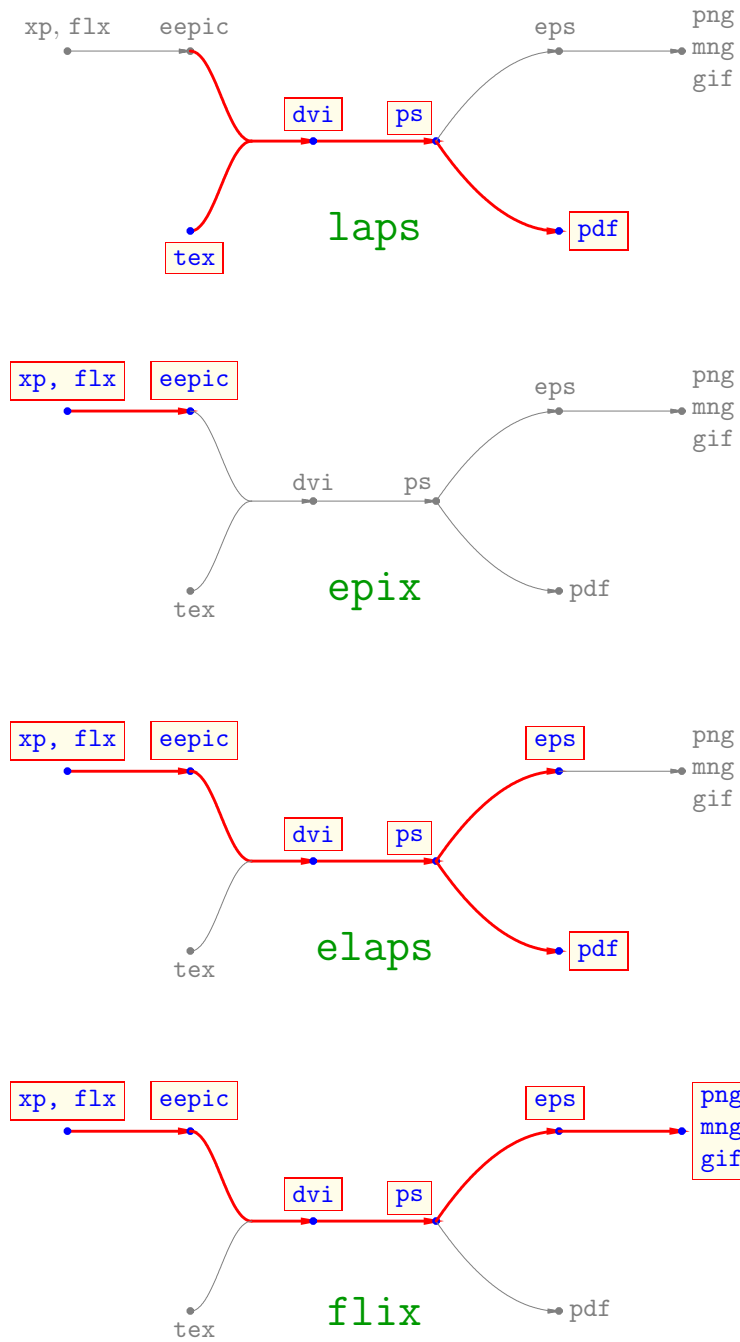 xp, flx eepic eps png
mng
gif
dvi ps
laps pdf
tex
xp, flx eepic eps png
mng
gif
dvi ps
epix pdf
tex
xp, flx eepic eps png
mng
gif
dvi ps
elaps pdf
tex
xp, flx eepic eps png
mng
gif
dvi ps
flix pdf
tex